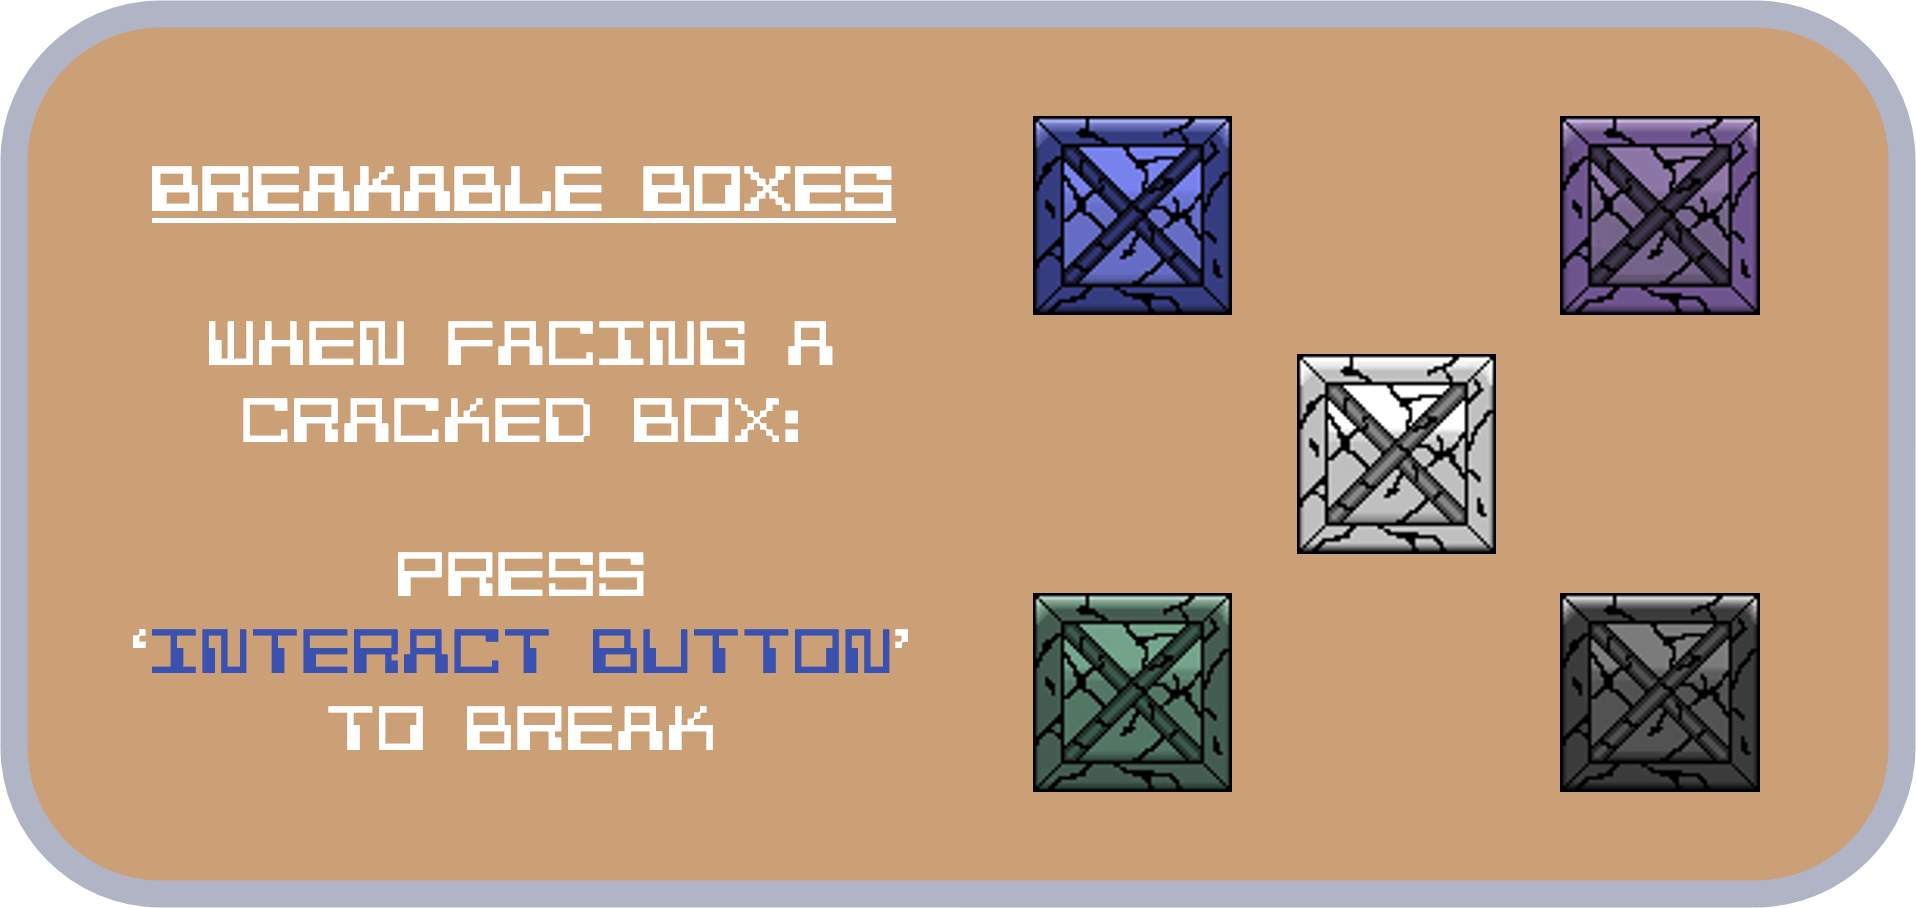 BREAKABLE BOXES
WHEN FACING A
CRACKED BOX:
PRESS
‘INTERACT BUTTON’
TO BREAK